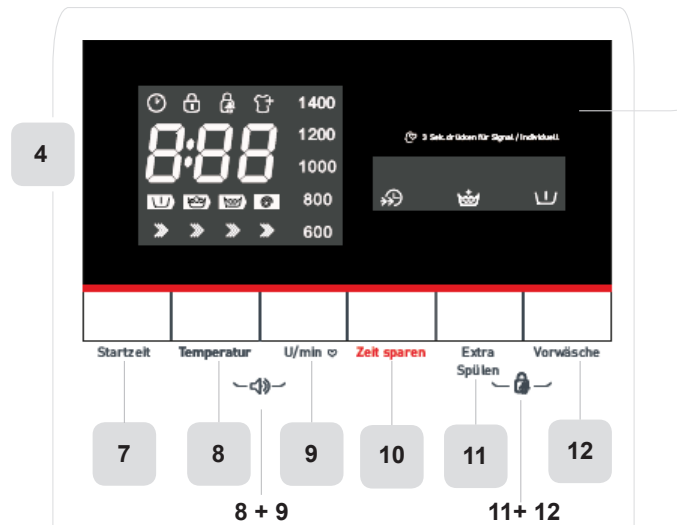 1400
1200
3 Sek. drücken für Signal / Individuell
4
8:88
1000
800
600
Startzeit
Temperatur
U/min
Zeit sparen
Extra
Spülen
Vorwäsche
7
8
9
10
11
12
8 + 9
11+ 12